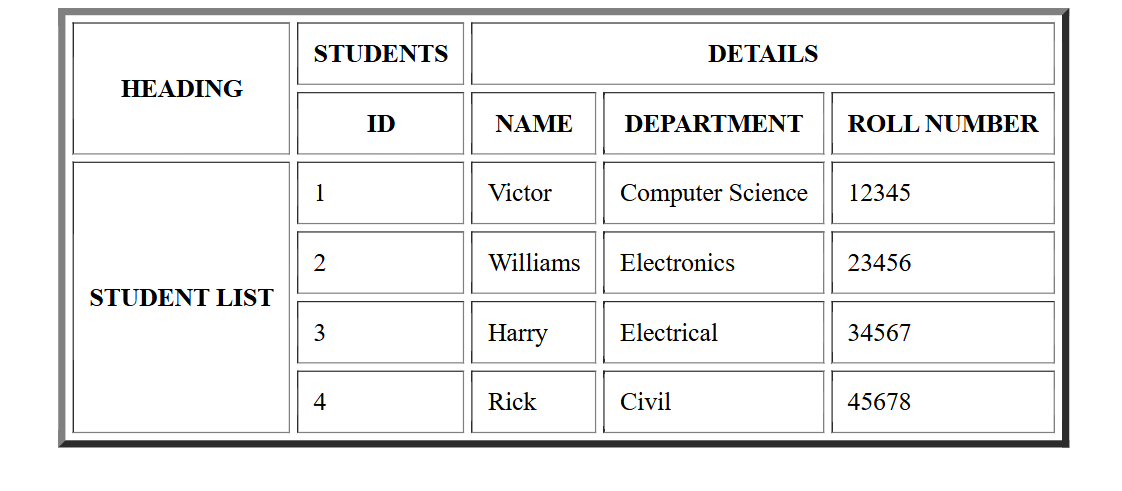 HEADING STUDENTS DETAILS
ID NAME DEPARTMENT ROLL NUMBER
STUDENT LIST 1 Victor Computer Science 12345
2 Williams Electronics 23456
3 Harry Electrical 34567
4 Rick Civil 45678